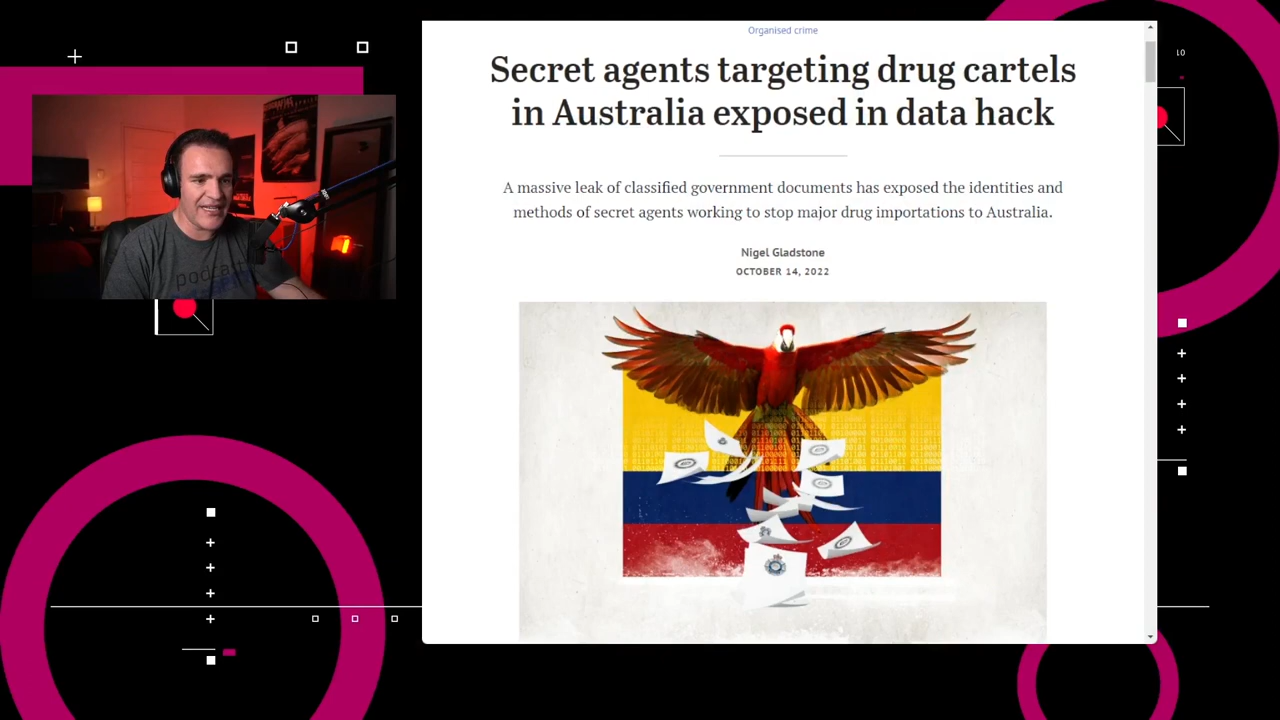 Organised crime
Secret agents targeting drug cartels
in Australia exposed in data hack
A massive leak of classified government documents has exposed the identities and
methods of secret agents working to stop major drug importations to Australia.
Nigel Gladstone
OCTOBER 14, 2022
10
podcast